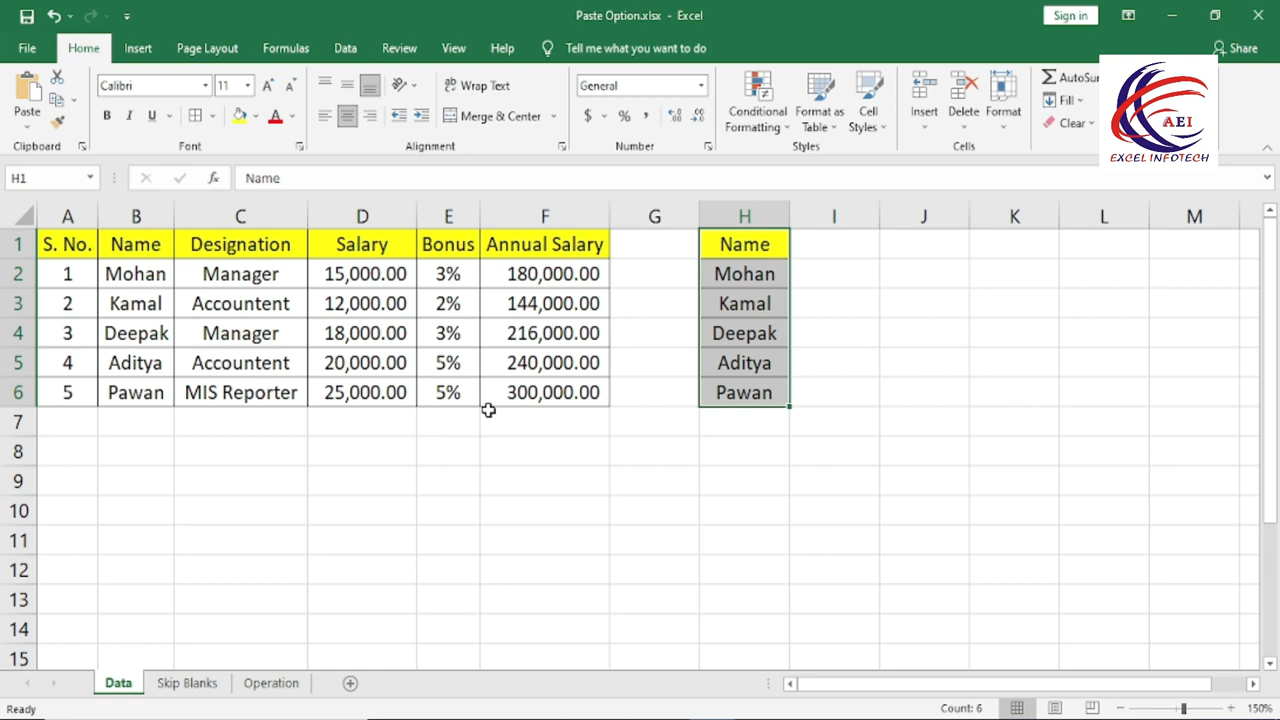 Paste Option.xlsx - Excel
Sign in
File Home Insert Page Layout Formulas Data Review View Help Tell me what you want to do Share
Paste
Clipboard
Calibri 11
B I U
Font
Wrap Text
Merge & Center
Alignment
General
$ % ,
Number
Conditional Formatting
Format as Table
Cell Styles
Styles
Insert Delete Format
Cells
AutoSu
Fill
Clear
AEI
EXCEL INFOTECH
H1 fx Name
A B C D E F G H I J K L M
1 S. No. Name Designation Salary Bonus Annual Salary Name
2 1 Mohan Manager 15,000.00 3% 180,000.00 Mohan
3 2 Kamal Accountent 12,000.00 2% 144,000.00 Kamal
4 3 Deepak Manager 18,000.00 3% 216,000.00 Deepak
5 4 Aditya Accountent 20,000.00 5% 240,000.00 Aditya
6 5 Pawan MIS Reporter 25,000.00 5% 300,000.00 Pawan
7
8
9
10
11
12
13
14
15
Data Skip Blanks Operation
Ready Count: 6 150%